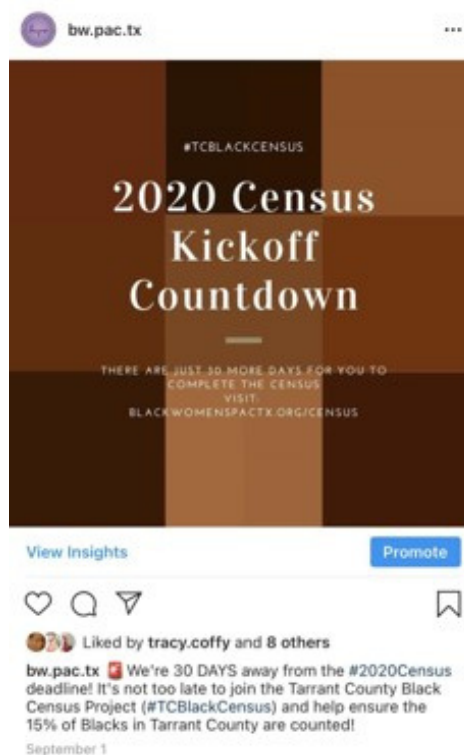 bw.pac.tx
#TCBLACKCENSUS
2020 Census
Kickoff
Countdown
THERE ARE JUST 30 MORE DAYS FOR YOU TO
COMPLETE THE CENSUS
VISIT:
BLACKWOMENSPACTX.ORG/CENSUS
View Insights
Promote
Liked by tracy.coffy and 8 others
bw.pac.tx 🚨 We're 30 DAYS away from the #2020Census
deadline! It's not too late to join the Tarrant County Black
Census Project (#TCBlackCensus) and help ensure the
15% of Blacks in Tarrant County are counted!
September 1